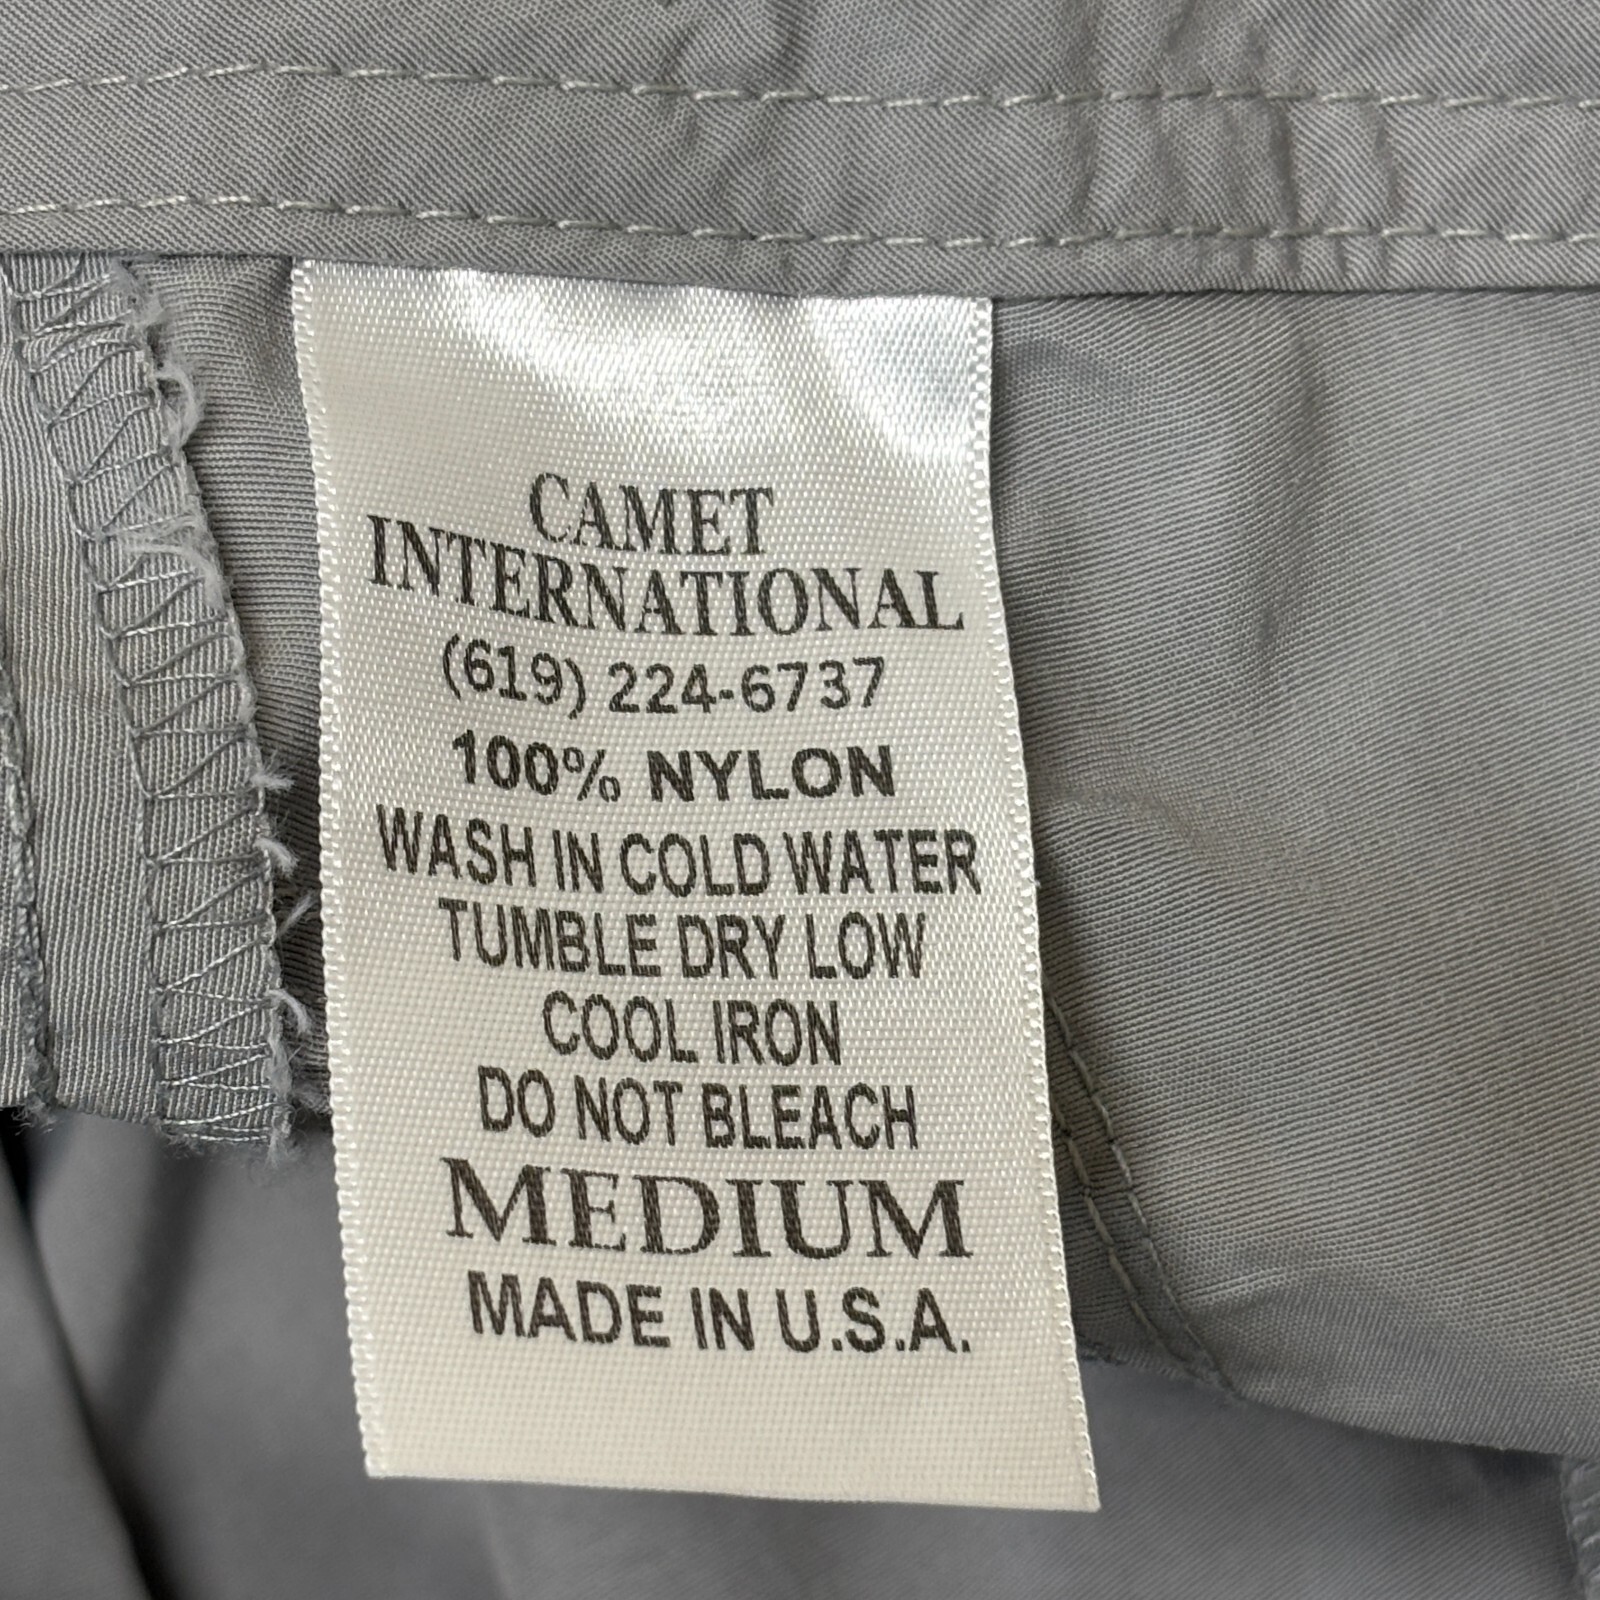 CAMET
INTERNATIONAL
(619) 224-6737
100% NYLON
WASH IN COLD WATER
TUMBLE DRY LOW
COOL IRON
DO NOT BLEACH
MEDIUM
MADE IN U.S.A.